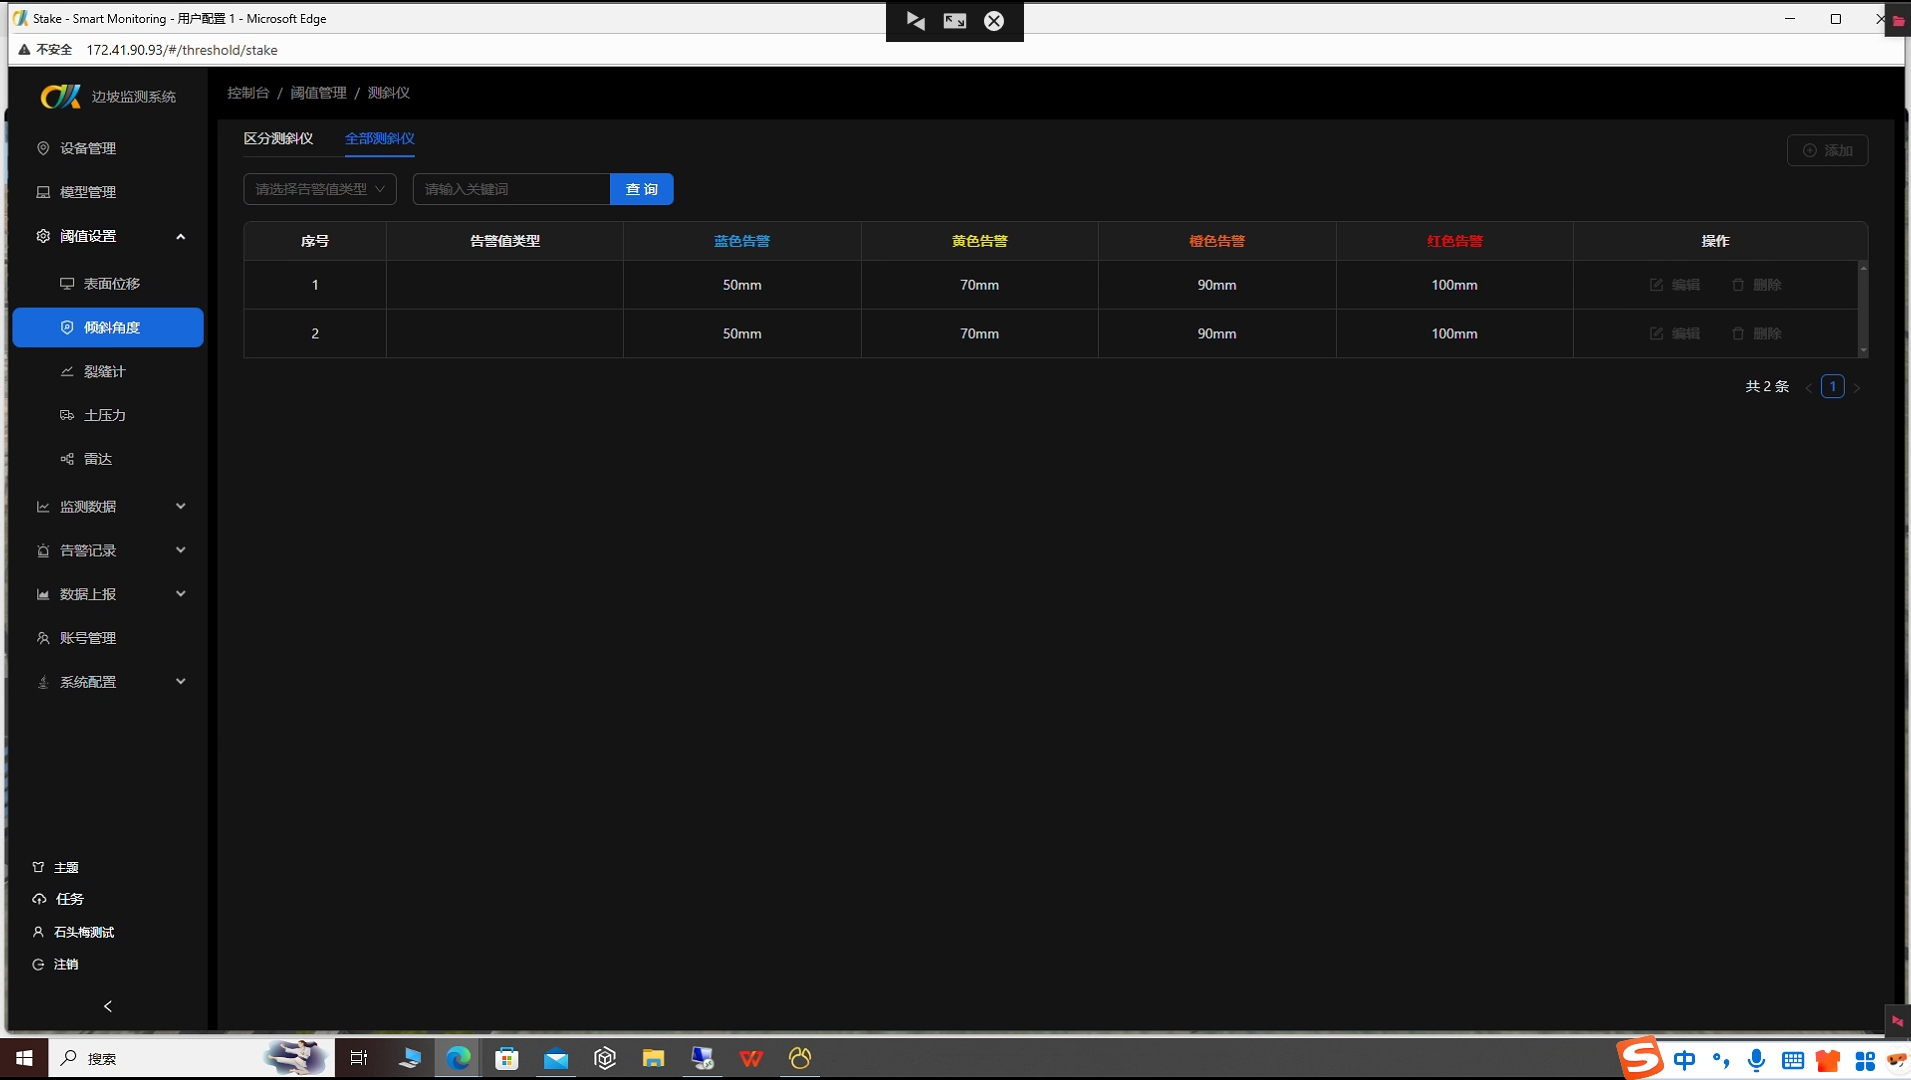 Stake - Smart Monitoring - 用户配置 1 - Microsoft Edge
不安全 172.41.90.93/#/threshold/stake
边坡监测系统
控制台 / 阈值管理 / 测斜仪
设备管理
模型管理
阈值设置
表面位移
倾斜角度
裂缝计
土压力
雷达
监测数据
告警记录
数据上报
账号管理
系统配置
主题
任务
石头梅测试
注销
区分测斜仪 全部测斜仪
添加
请选择告警值类型 请输入关键词 查 询
序号 告警值类型 蓝色告警 黄色告警 橙色告警 红色告警 操作
1 50mm 70mm 90mm 100mm 编辑 删除
2 50mm 70mm 90mm 100mm 编辑 删除
共 2 条 1
搜索
中